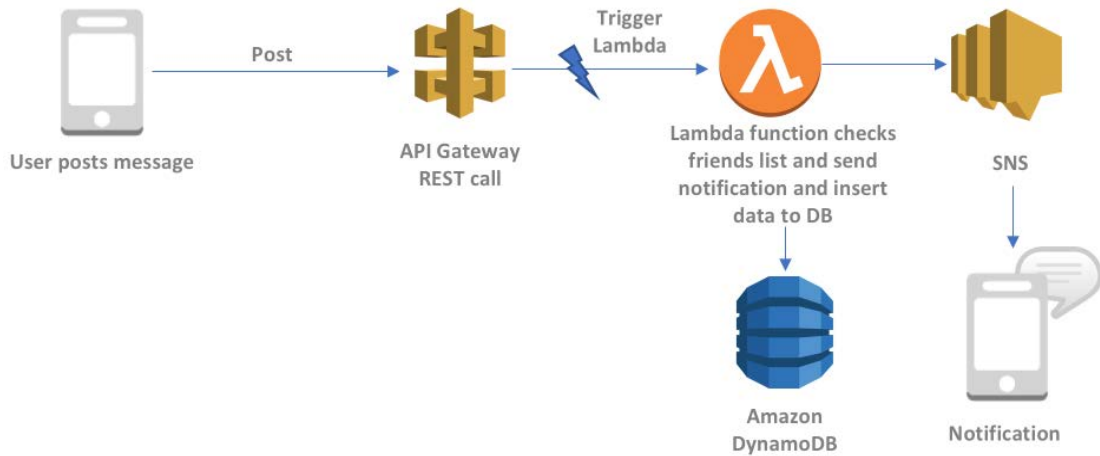 Post
Trigger
Lambda
User posts message
API Gateway
REST call
λ
Lambda function checks
friends list and send
notification and insert
data to DB
SNS
Amazon
DynamoDB
Notification